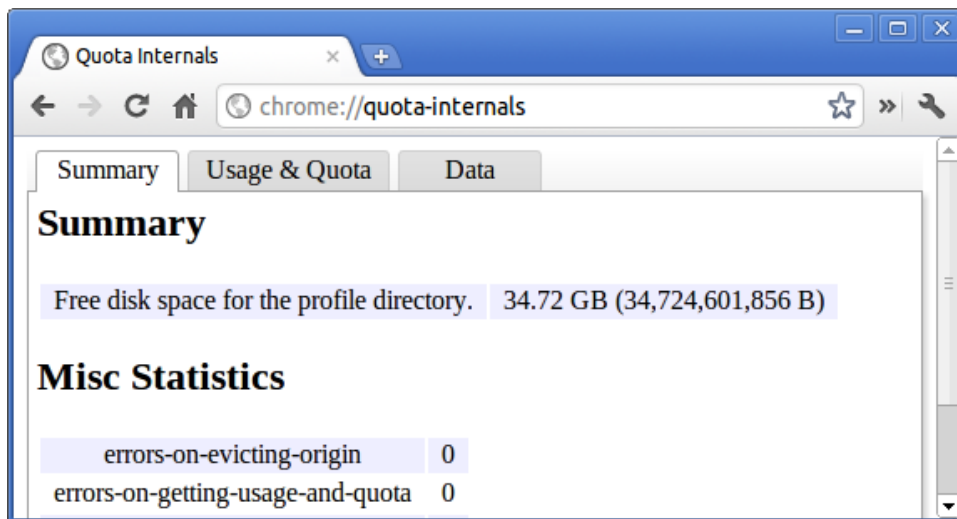 Quota Internals
chrome://quota-internals
Summary Usage & Quota Data
Summary
Free disk space for the profile directory. 34.72 GB (34,724,601,856 B)
Misc Statistics
errors-on-evicting-origin 0
errors-on-getting-usage-and-quota 0